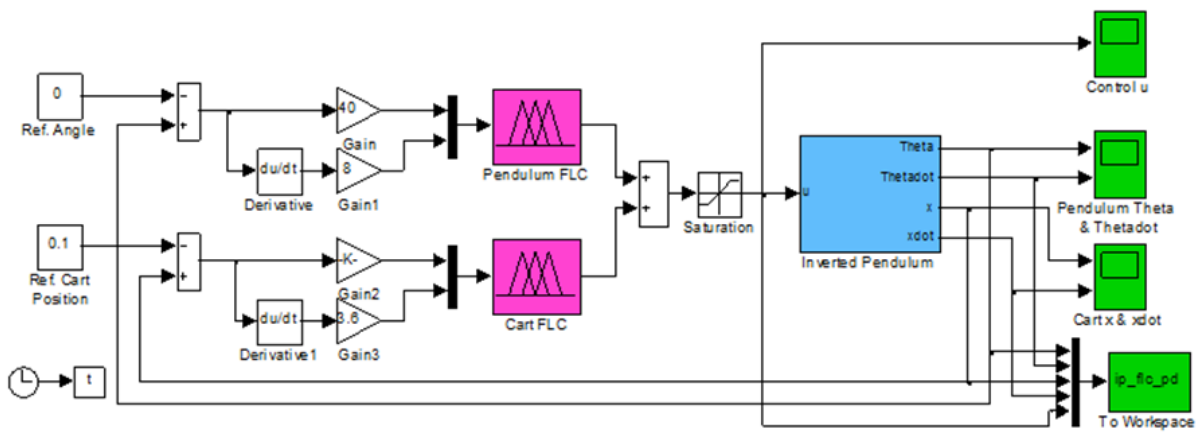 0
Ref. Angle
-
+
40
Gain
du/dt
Derivative
8
Gain1
Pendulum FLC
0.1
Ref. Cart
Position
-
+
-K-
Gain2
du/dt
Derivative1
3.6
Gain3
Cart FLC
+
+
Saturation
u
Theta
Thetadot
x
xdot
Inverted Pendulum
Control u
Pendulum Theta
& Thetadot
Cart x & xdot
t
ip_flc_pd
To Workspace